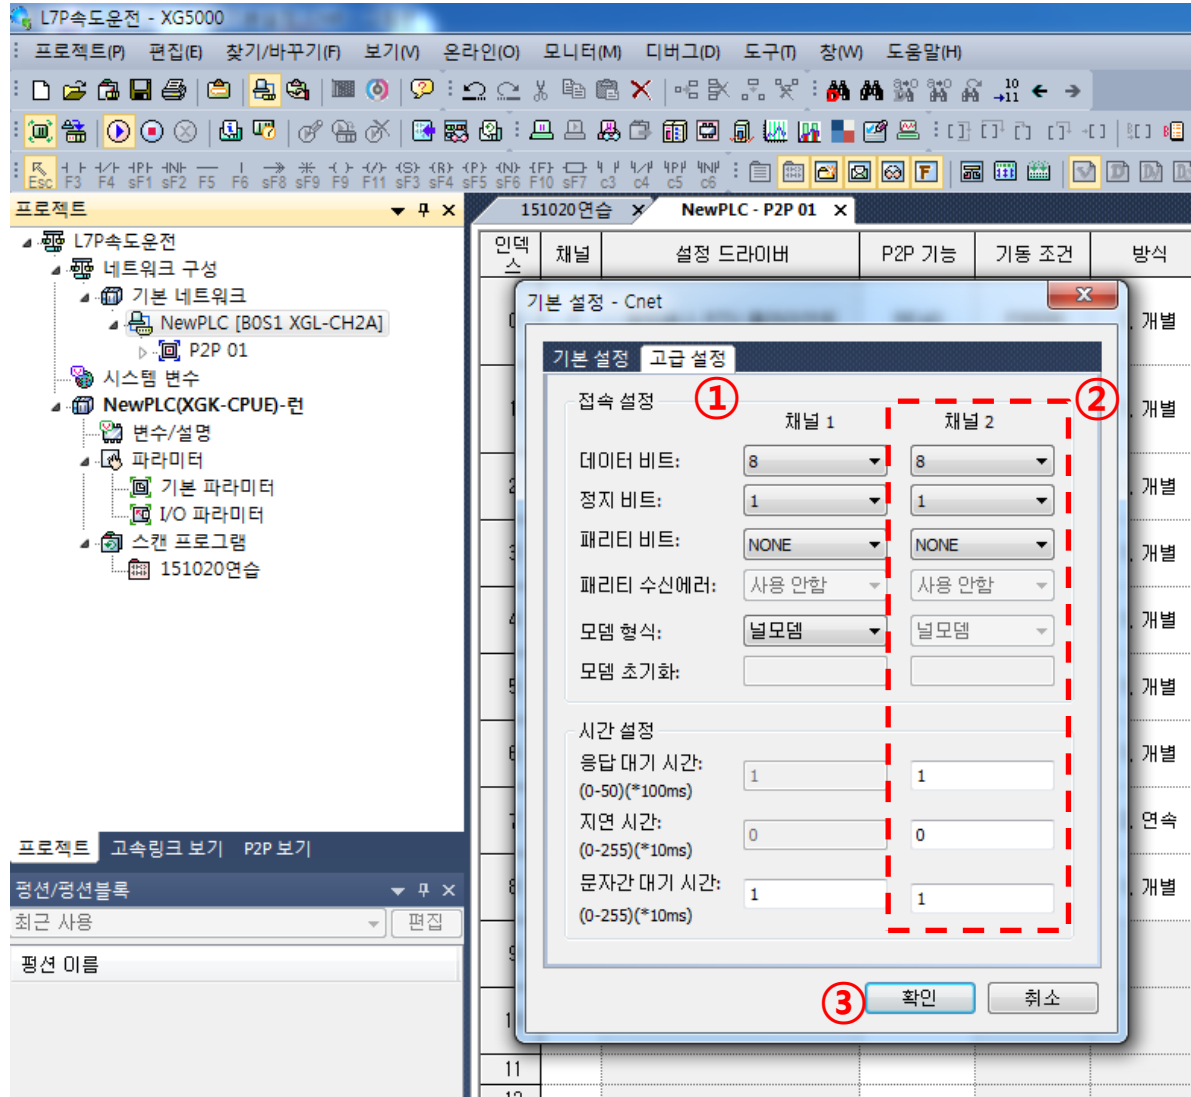 L7P속도운전 - XG5000
프로젝트(P) 편집(E) 찾기/바꾸기(F) 보기(V) 온라인(O) 모니터(M) 디버그(D) 도구(T) 창(W) 도움말(H)
Esc F3 F4 sF1 sF2 F5 F6 sF8 sF9 F9 F11 sF3 sF4 sF5 sF6 F10 sF7 c3 c4 c5 c6
프로젝트
151020연습 NewPLC - P2P 01
L7P속도운전
네트워크 구성
기본 네트워크
NewPLC [B0S1 XGL-CH2A]
P2P 01
시스템 변수
NewPLC(XGK-CPUE)-런
변수/설명
파라미터
기본 파라미터
I/O 파라미터
스캔 프로그램
151020연습
프로젝트 고속링크 보기 P2P 보기
펑션/펑션블록
최근 사용 편집
펑션 이름
인덱스 채널 설정 드라이버 P2P 기능 기동 조건 방식
. 개별
. 개별
. 개별
. 개별
. 개별
. 개별
. 개별
. 연속
. 개별
11
기본 설정 - Cnet
기본 설정 고급 설정
①
②
접속 설정
채널 1 채널 2
데이터 비트: 8 8
정지 비트: 1 1
패리티 비트: NONE NONE
패리티 수신에러: 사용 안함 사용 안함
모뎀 형식: 널모뎀 널모뎀
모뎀 초기화:
시간 설정
응답 대기 시간:
(0-50)(*100ms) 1 1
지연 시간:
(0-255)(*10ms) 0 0
문자간 대기 시간:
(0-255)(*10ms) 1 1
③ 확인 취소